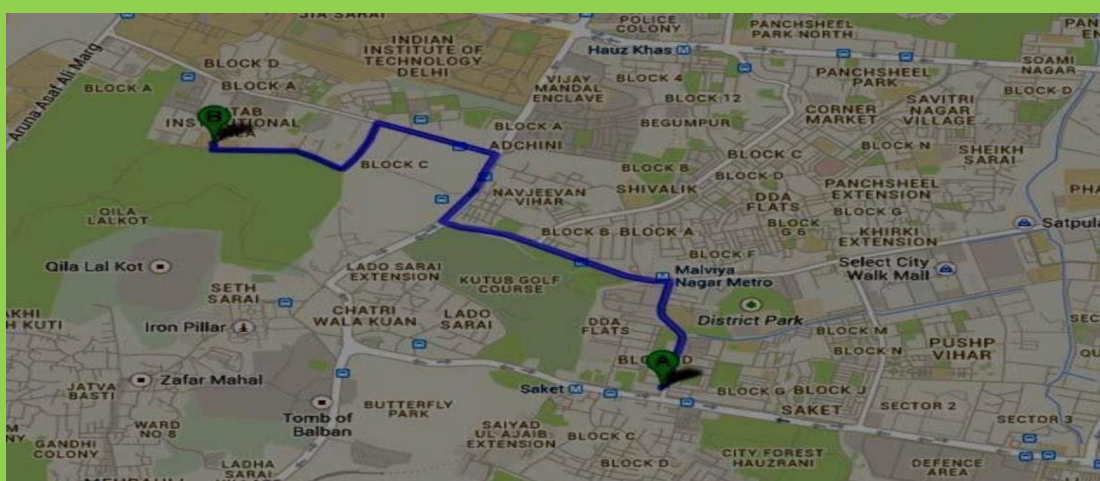 JIA SARAI
POLICE
COLONY
PANCHSHEEL
PARK NORTH
INDIAN
INSTITUTE OF
TECHNOLOGY
DELHI
Hauz Khas M
SOAMI
NAGAR
BLOCK D
Aruna Asaf Ali Marg
BLOCK D
BLOCK A
BLOCK A
VIJAY
MANDAL
ENCLAVE
BLOCK 4
PANCHSHEEL
PARK
BLOCK 12
CORNER
MARKET
SAVITRI
NAGAR
VILLAGE
B
BEGUMPUR
BLOCK A
ADCHINI
BLOCK N
SHEIKH
SARAI
BLOCK C
BLOCK C
BLOCK B
BLOCK D
SHIVALIK
NAVJEEVAN
VIHAR
DDA
FLATS
PANCHSHEEL
EXTENSION
QILA
LALKOT
BLOCK B
BLOCK A
BLOCK
G 6
BLOCK G
KHIRKI
EXTENSION
BLOCK F
Qila Lal Kot
LADO SARAI
EXTENSION
KUTUB GOLF
COURSE
M
Malviya
Nagar Metro
Select City
Walk Mall
SETH
SARAI
CHATRI
WALA KUAN
LADO
SARAI
DDA
FLATS
District Park
Iron Pillar
BLOCK M
BLOCK N
PUSHP
VIHAR
A
Zafar Mahal
JATVA
BASTI
Saket M
BLOCK G
BLOCK J
SAKET
SECTOR 2
SECTOR 3
BUTTERFLY
PARK
Tomb of
Balban
WARD
NO 8
GANDHI
COLONY
SAIYAD
UL AJAIB
EXTENSION
BLOCK C
BLOCK D
CITY FOREST
HAUZRANI
DEFENCE
AREA
LADHA
SARAI